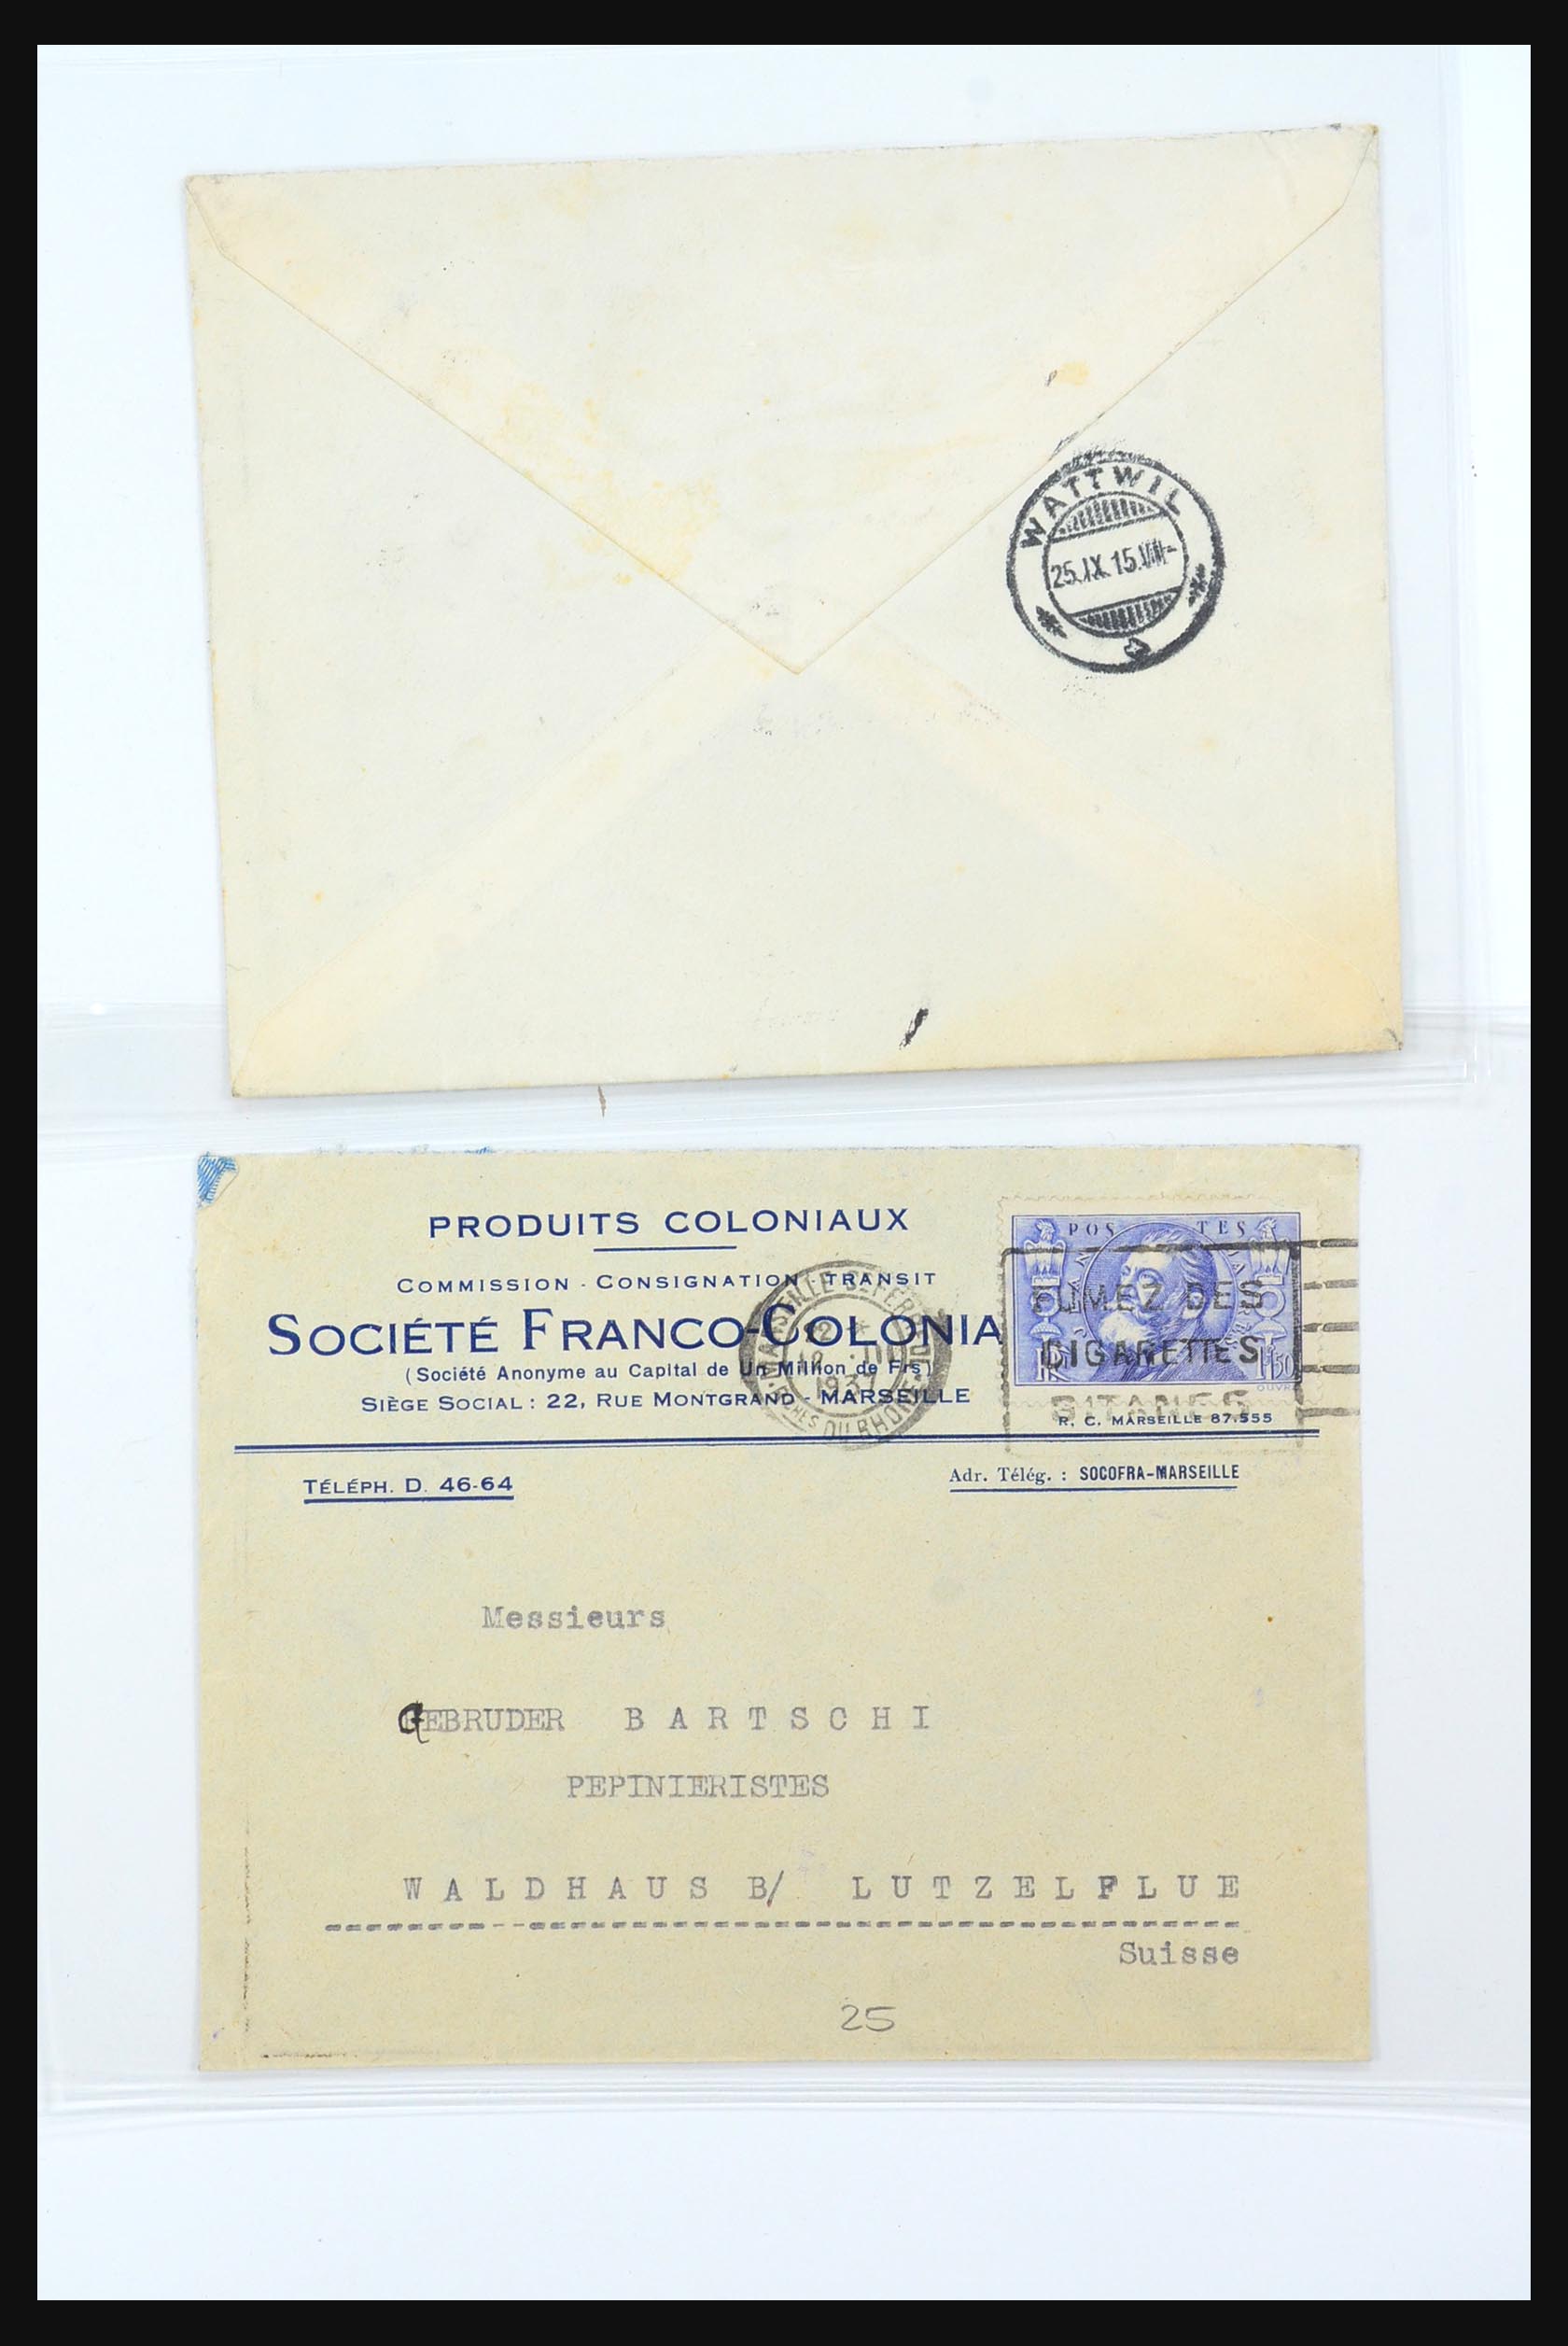 WATTWIL
25.IX.15.VIII-
PRODUITS COLONIAUX
COMMISSION - CONSIGNATION - TRANSIT
SOCIÉTÉ FRANCO-COLONIA
(Société Anonyme au Capital de Un Million de Frs)
SIÈGE SOCIAL : 22, RUE MONTGRAND - MARSEILLE
POSTES
FUMEZ DES
CIGARETTES
GITANES
1937
R. C. MARSEILLE 87.555
TÉLÉPH. D. 46-64
Adr. Télég. : SOCOFRA-MARSEILLE
Messieurs
GEBRUDER BARTSCHI
PEPINIERISTES
WALDHAUS B/ LUTZELFLUE
Suisse
25